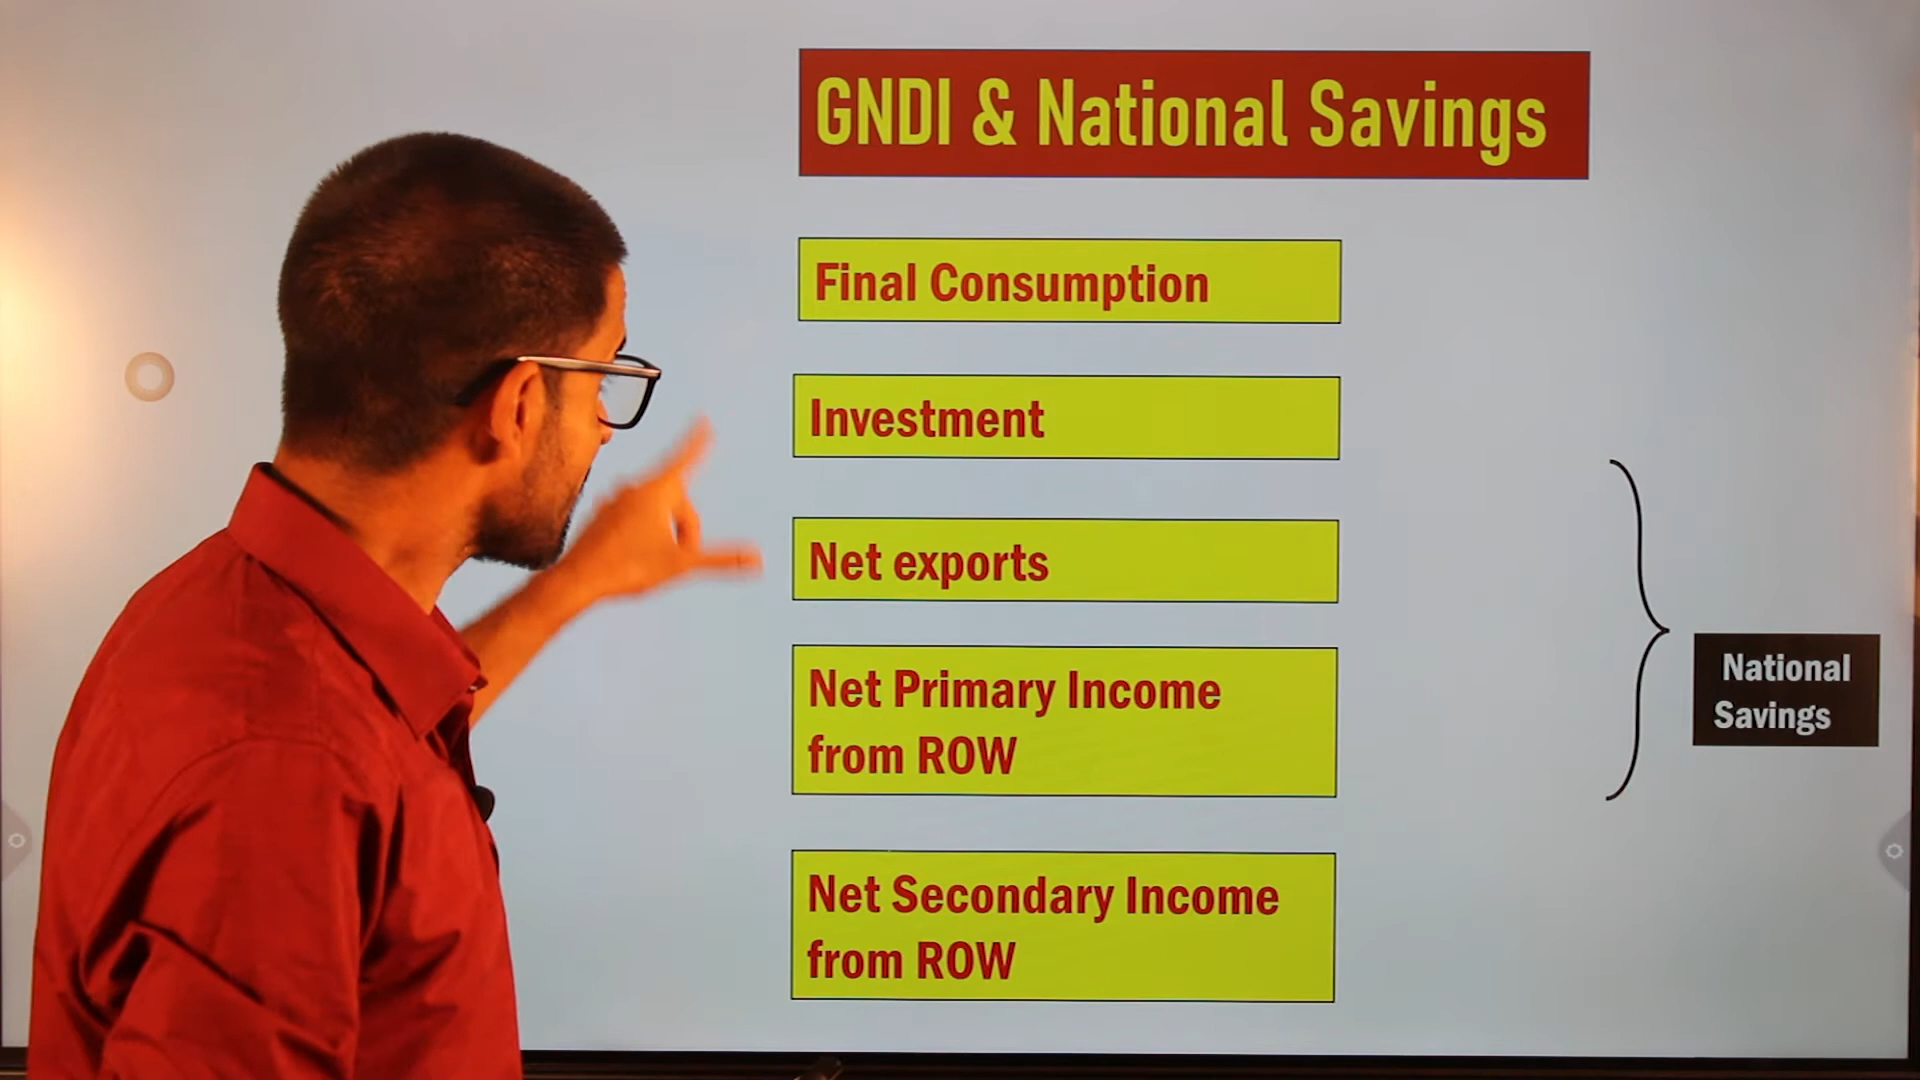 GNDI & National Savings
Final Consumption
Investment
Net exports
Net Primary Income
from ROW
National
Savings
Net Secondary Income
from ROW